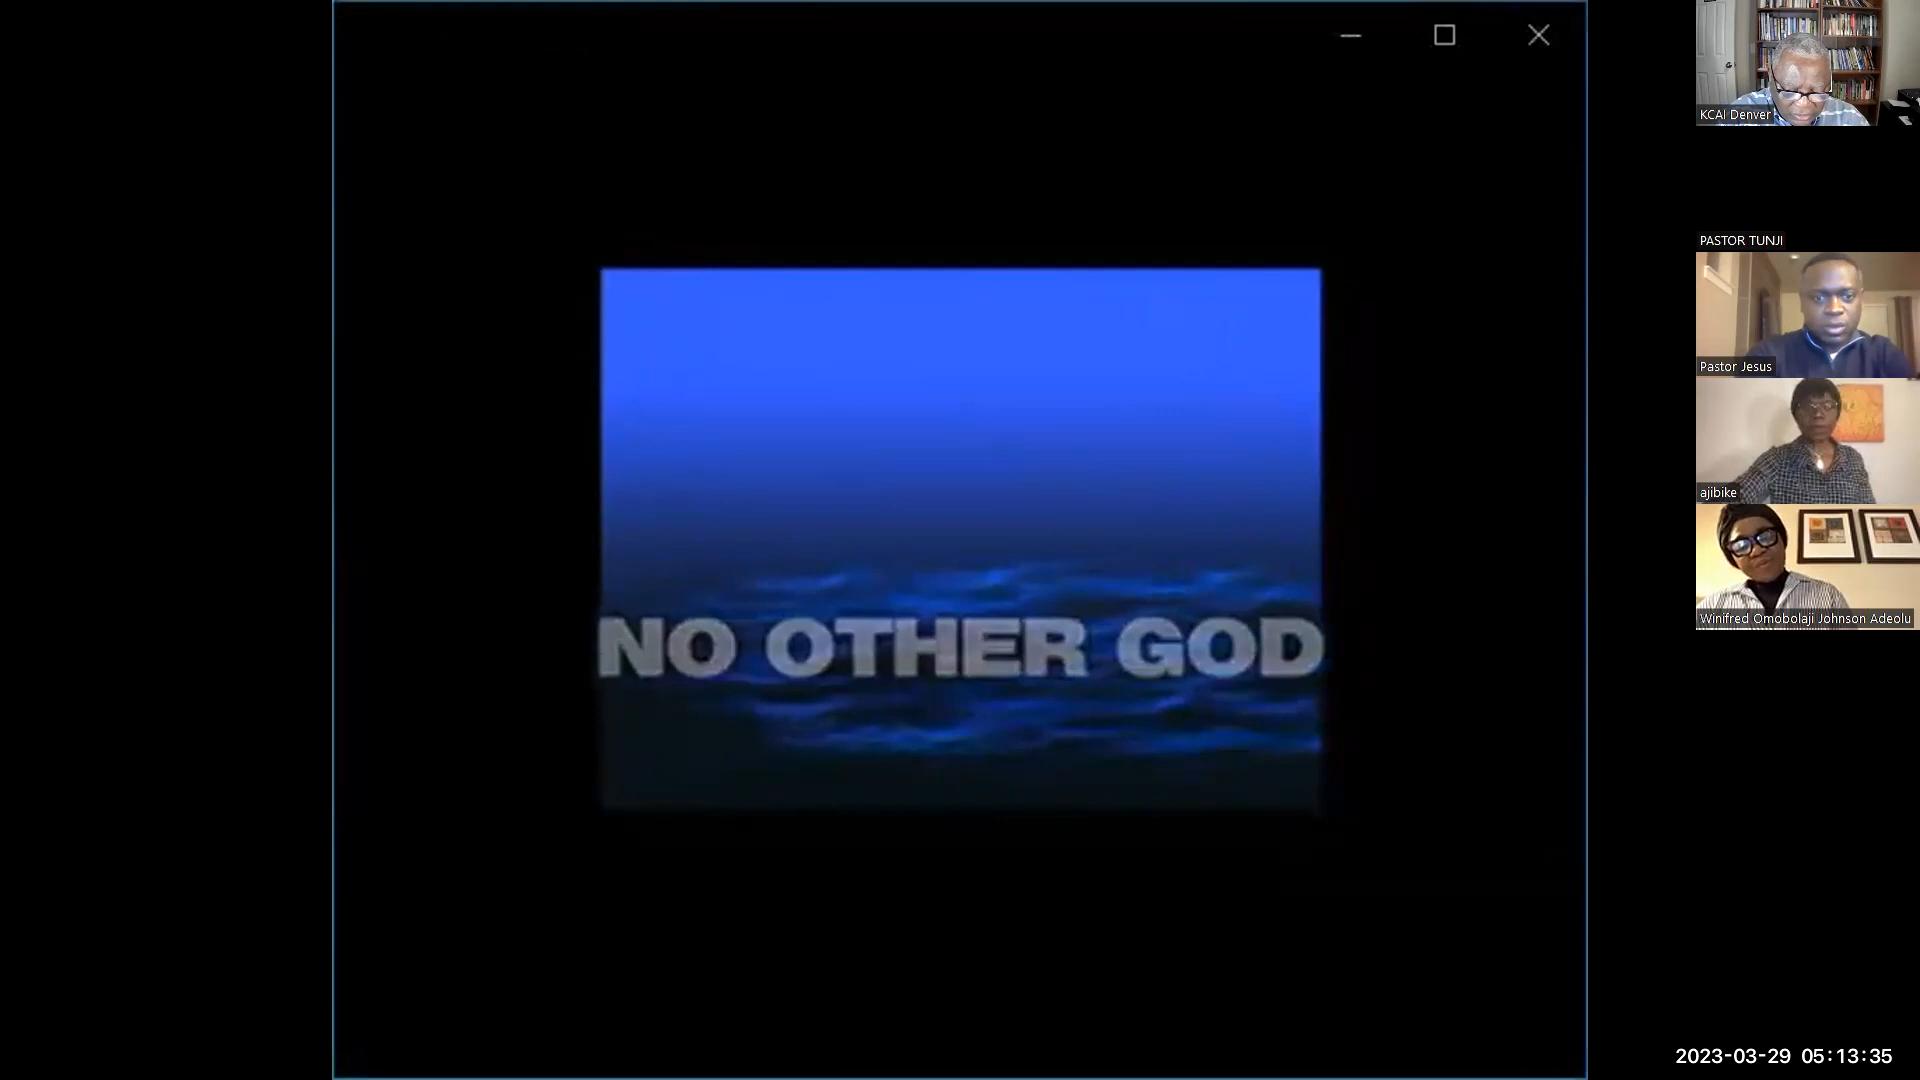 NO OTHER GOD
KCAI Denver
PASTOR TUNJI
Pastor Jesus
ajibike
Winifred Omobolaji Johnson Adeolu
2023-03-29 05:13:35